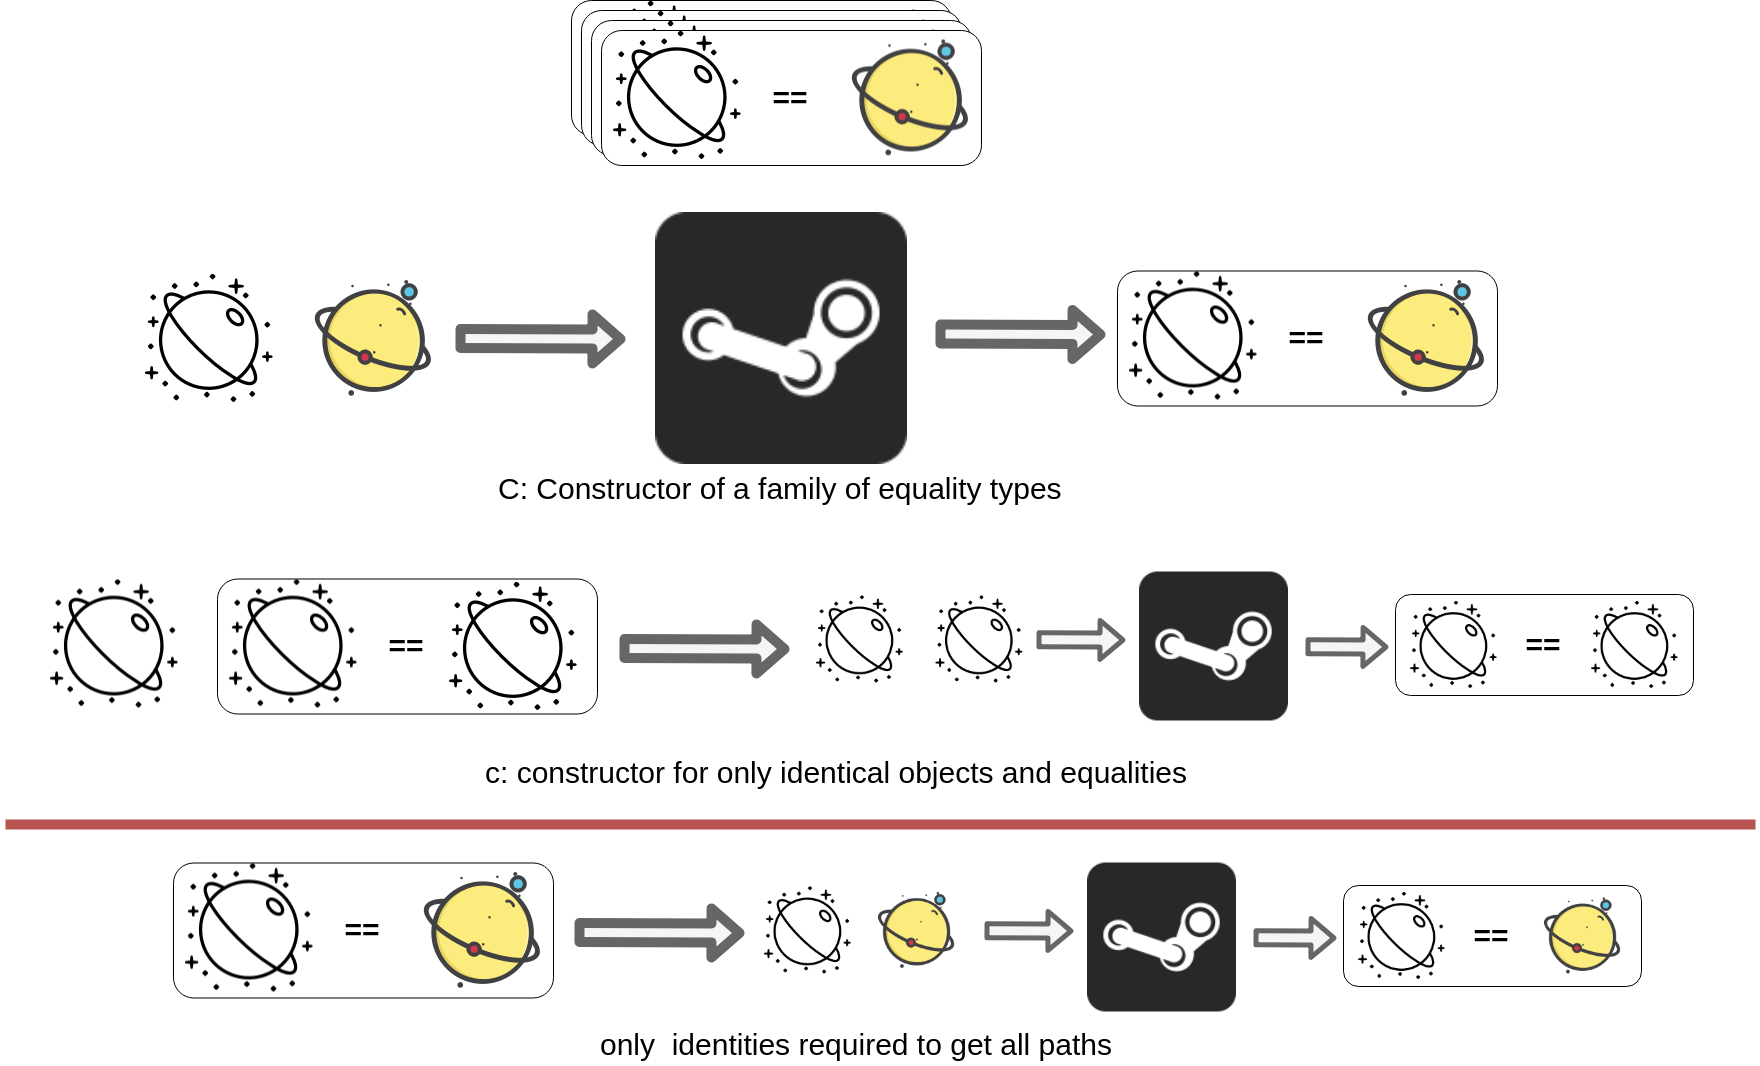 ==
==
C: Constructor of a family of equality types
==
==
c: constructor for only identical objects and equalities
==
==
only  identities required to get all paths